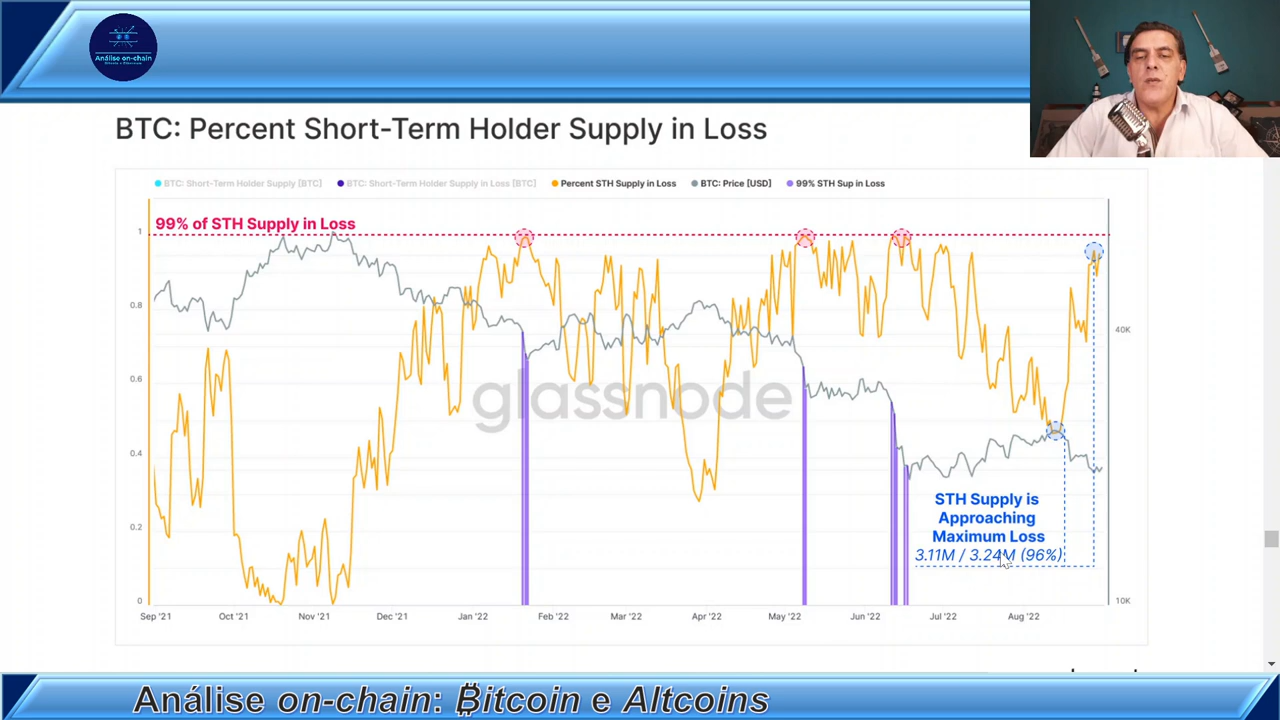 Análise on-chain
Bitcoin e Altcoins
BTC: Percent Short-Term Holder Supply in Loss
BTC: Short-Term Holder Supply [BTC] BTC: Short-Term Holder Supply in Loss [BTC] Percent STH Supply in Loss BTC: Price [USD] 99% STH Sup in Loss
99% of STH Supply in Loss
1
0.8
40K
0.6
glassnode
0.4
STH Supply is
Approaching
Maximum Loss
0.2
3.11M / 3.24M (96%)
0
10K
Sep '21 Oct '21 Nov '21 Dec '21 Jan '22 Feb '22 Mar '22 Apr '22 May '22 Jun '22 Jul '22 Aug '22
Análise on-chain: ₿itcoin e Altcoins